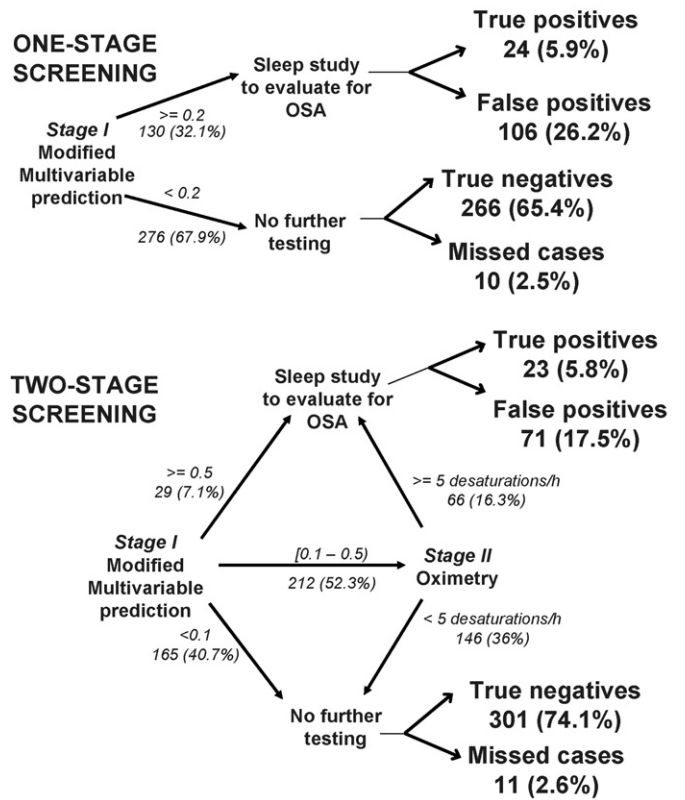 ONE-STAGE
SCREENING
Stage I
Modified
Multivariable
prediction
>= 0.2
130 (32.1%)
< 0.2
276 (67.9%)
Sleep study
to evaluate for
OSA
No further
testing
True positives
24 (5.9%)
False positives
106 (26.2%)
True negatives
266 (65.4%)
Missed cases
10 (2.5%)
TWO-STAGE
SCREENING
Stage I
Modified
Multivariable
prediction
>= 0.5
29 (7.1%)
[0.1 – 0.5)
212 (52.3%)
<0.1
165 (40.7%)
Stage II
Oximetry
>= 5 desaturations/h
66 (16.3%)
< 5 desaturations/h
146 (36%)
Sleep study
to evaluate for
OSA
True positives
23 (5.8%)
False positives
71 (17.5%)
No further
testing
True negatives
301 (74.1%)
Missed cases
11 (2.6%)